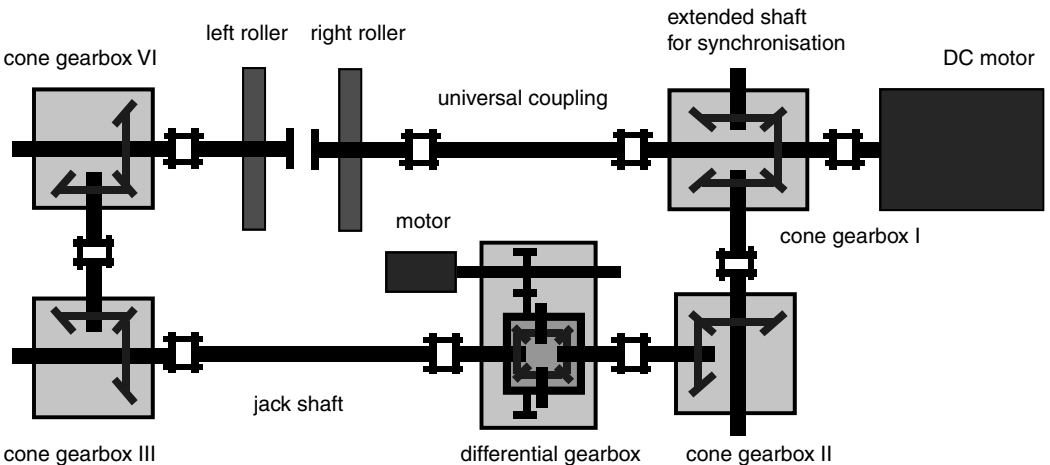 extended shaft
for synchronisation
left roller
right roller
cone gearbox VI
DC motor
universal coupling
motor
cone gearbox I
jack shaft
cone gearbox III
differential gearbox
cone gearbox II